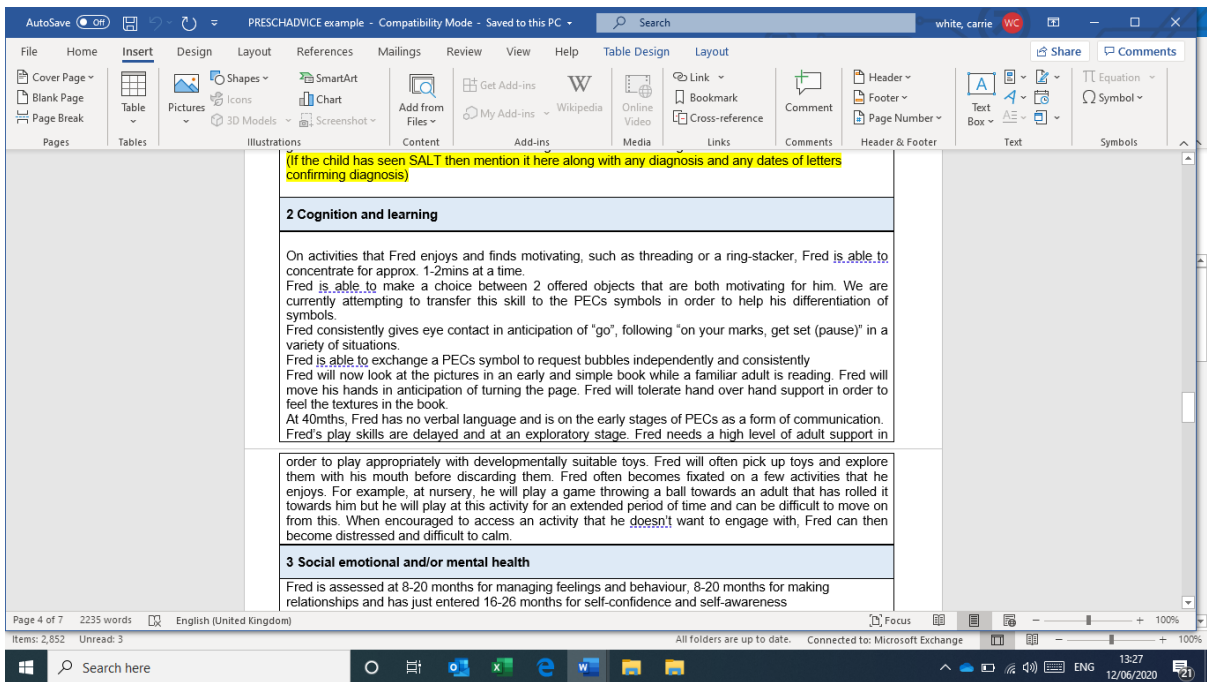 AutoSave Off PRESCHADVICE example - Compatibility Mode - Saved to this PC Search white, carrie WC
File Home Insert Design Layout References Mailings Review View Help Table Design Layout Share Comments
Cover Page
Blank Page
Page Break
Pages
Table
Tables
Pictures
Shapes
Icons
3D Models
SmartArt
Chart
Screenshot
Illustrations
Add from
Files
Content
Get Add-ins
My Add-ins
Wikipedia
Add-ins
Online
Video
Media
Link
Bookmark
Cross-reference
Links
Comment
Comments
Header
Footer
Page Number
Header & Footer
Text
Box
Text
Equation
Symbol
Symbols
(If the child has seen SALT then mention it here along with any diagnosis and any dates of letters
confirming diagnosis)
2 Cognition and learning
On activities that Fred enjoys and finds motivating, such as threading or a ring-stacker, Fred is able to
concentrate for approx. 1-2mins at a time.
Fred is able to make a choice between 2 offered objects that are both motivating for him. We are
currently attempting to transfer this skill to the PECs symbols in order to help his differentiation of
symbols.
Fred consistently gives eye contact in anticipation of “go”, following “on your marks, get set (pause)” in a
variety of situations.
Fred is able to exchange a PECs symbol to request bubbles independently and consistently
Fred will now look at the pictures in an early and simple book while a familiar adult is reading. Fred will
move his hands in anticipation of turning the page. Fred will tolerate hand over hand support in order to
feel the textures in the book.
At 40mths, Fred has no verbal language and is on the early stages of PECs as a form of communication.
Fred’s play skills are delayed and at an exploratory stage. Fred needs a high level of adult support in
order to play appropriately with developmentally suitable toys. Fred will often pick up toys and explore
them with his mouth before discarding them. Fred often becomes fixated on a few activities that he
enjoys. For example, at nursery, he will play a game throwing a ball towards an adult that has rolled it
towards him but he will play at this activity for an extended period of time and can be difficult to move on
from this. When encouraged to access an activity that he doesn’t want to engage with, Fred can then
become distressed and difficult to calm.
3 Social emotional and/or mental health
Fred is assessed at 8-20 months for managing feelings and behaviour, 8-20 months for making
relationships and has just entered 16-26 months for self-confidence and self-awareness
Page 4 of 7 2235 words English (United Kingdom) Focus 100%
Items: 2,852 Unread: 3 All folders are up to date. Connected to: Microsoft Exchange 100%
Search here ENG 13:27
12/06/2020 21